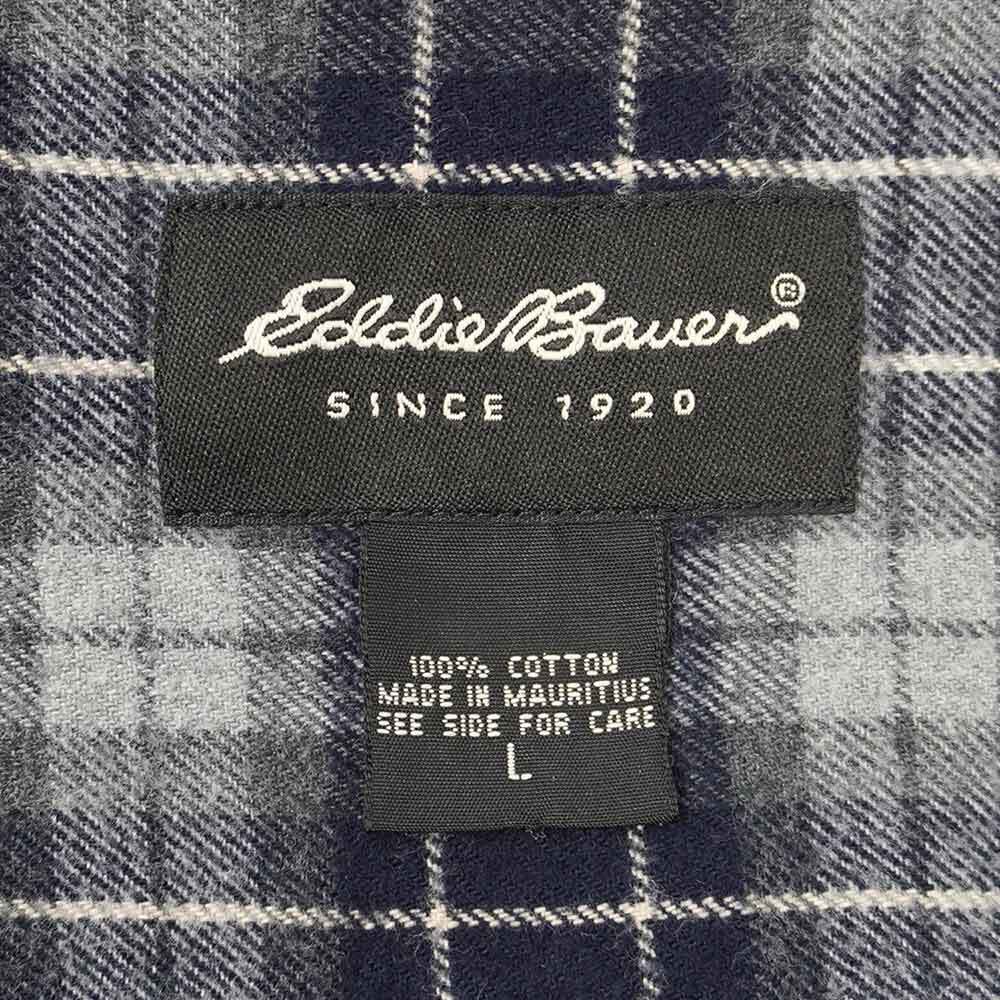 Eddie Bauer®
SINCE 1920
100% COTTON
MADE IN MAURITIUS
SEE SIDE FOR CARE
L